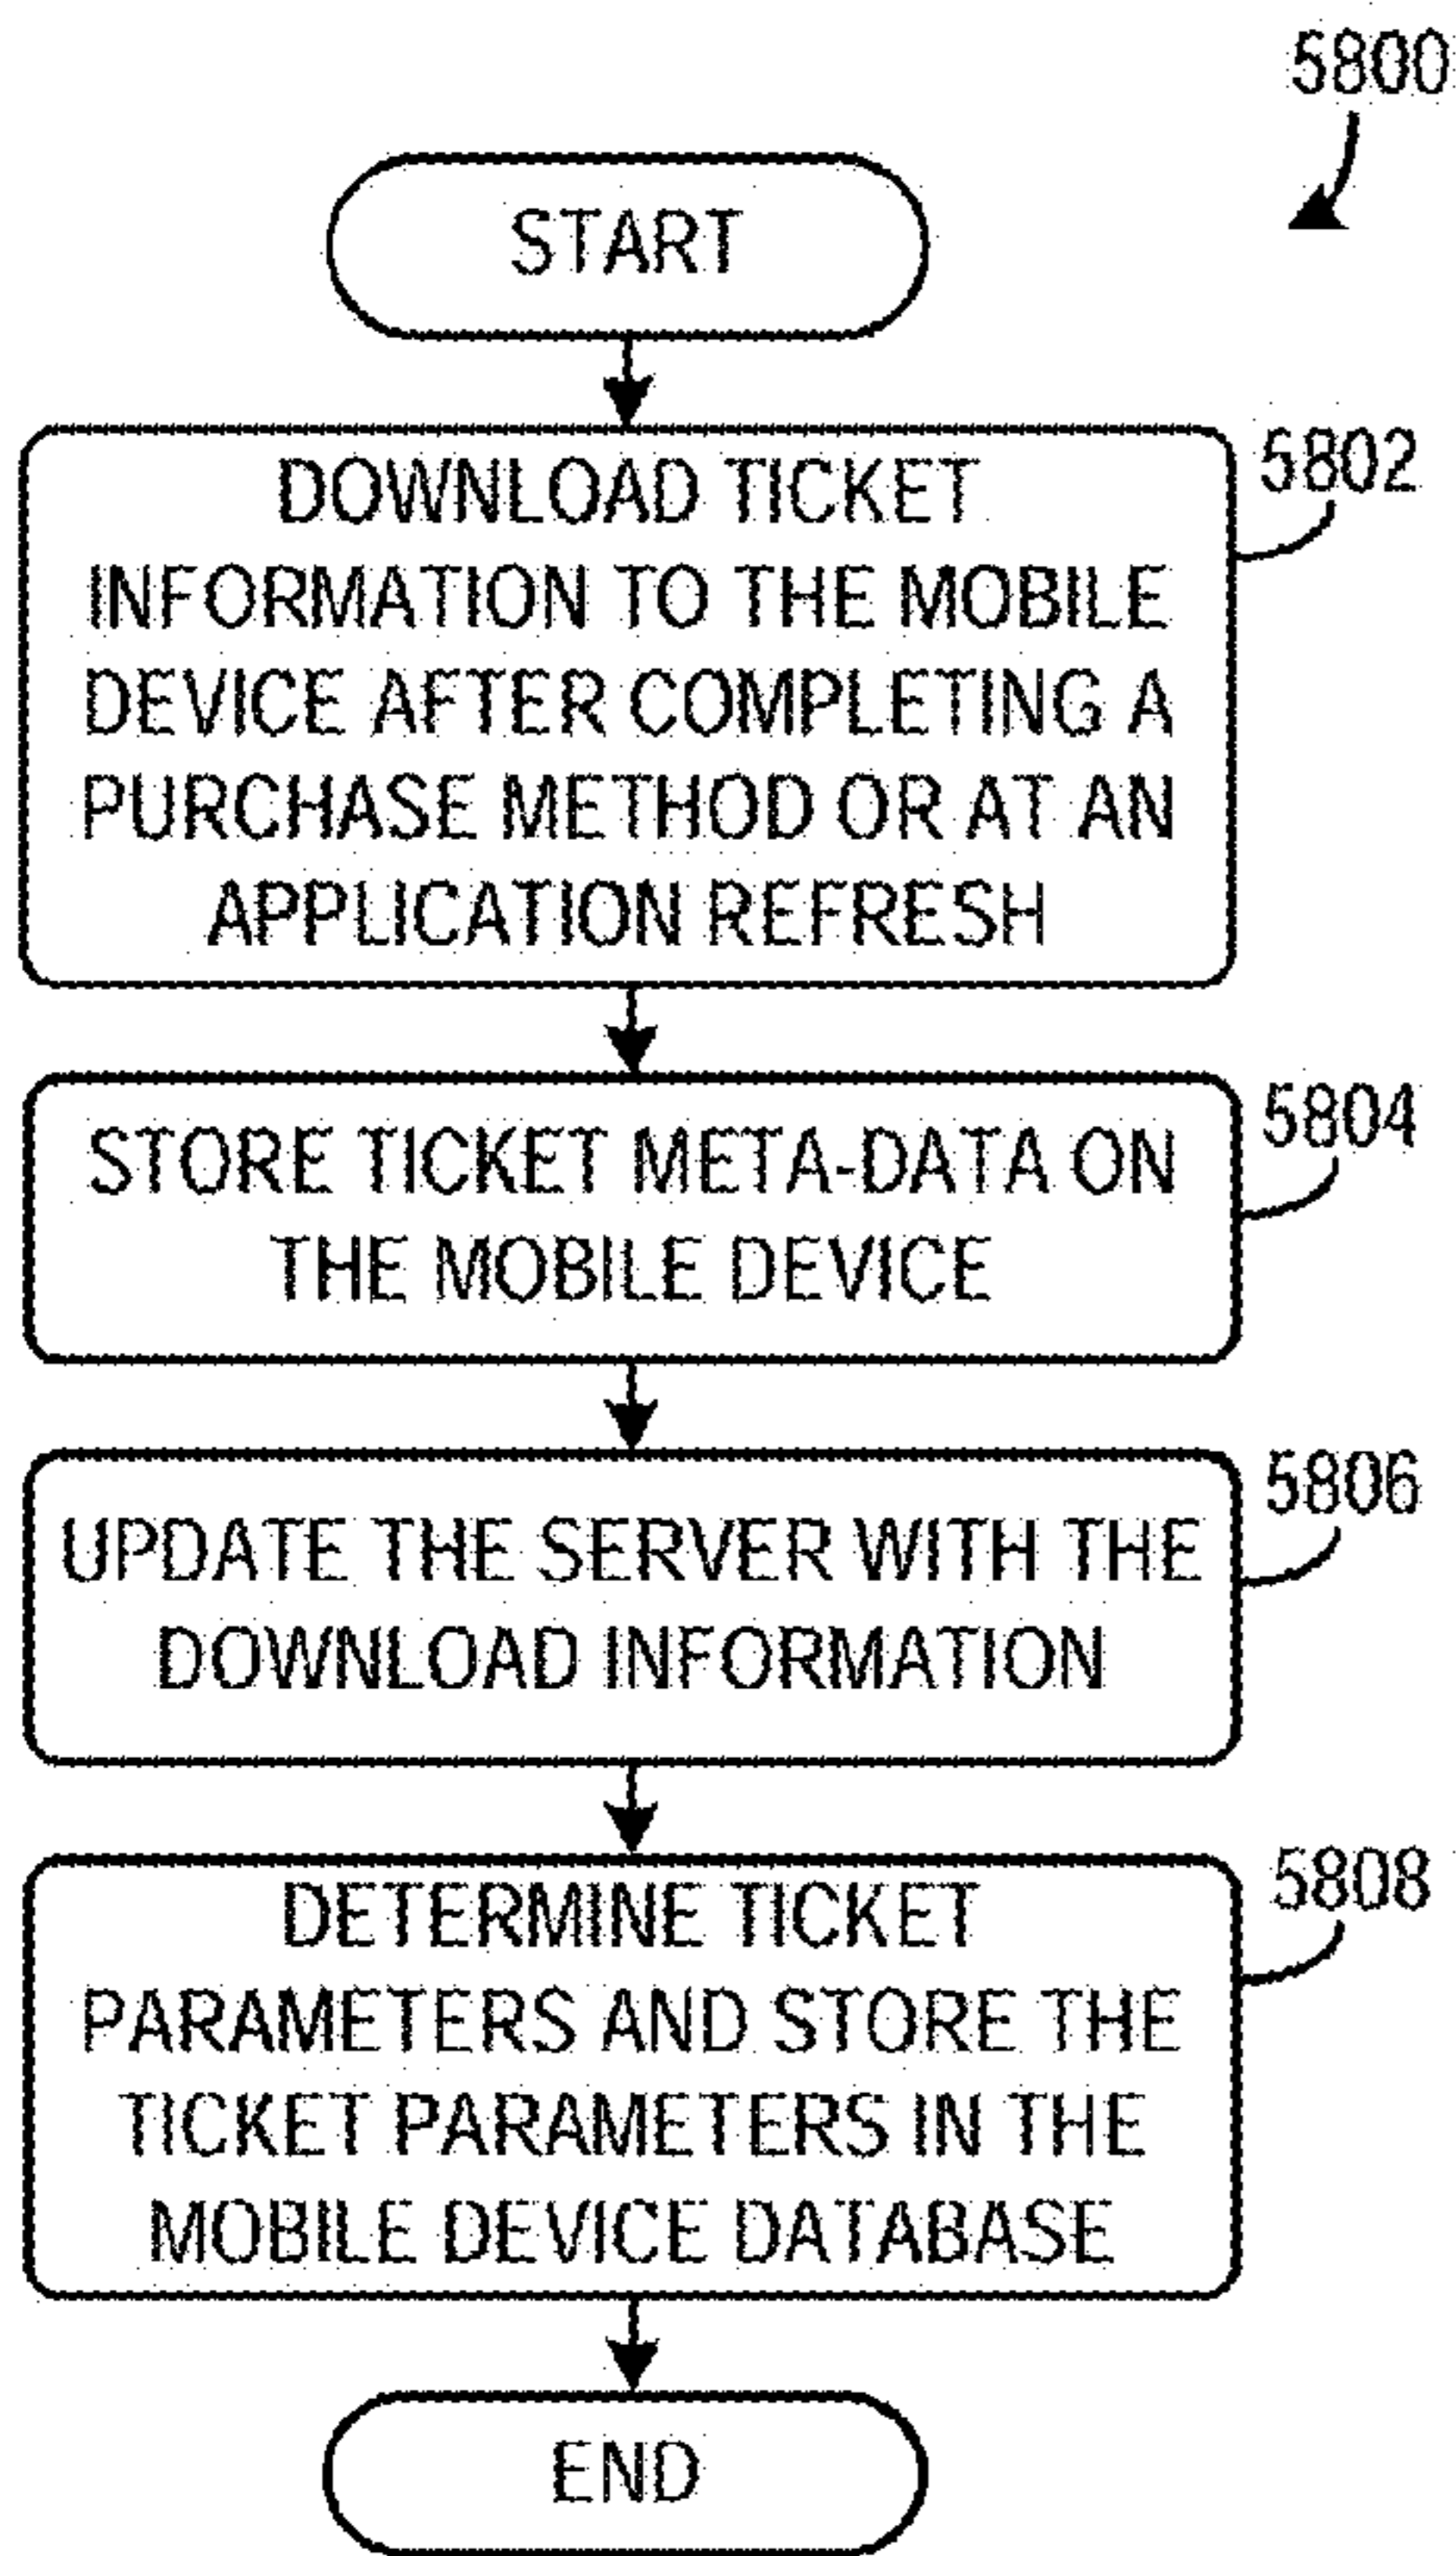 5800
START
DOWNLOAD TICKET
INFORMATION TO THE MOBILE
DEVICE AFTER COMPLETING A
PURCHASE METHOD OR AT AN
APPLICATION REFRESH
5802
STORE TICKET META-DATA ON
THE MOBILE DEVICE
5804
UPDATE THE SERVER WITH THE
DOWNLOAD INFORMATION
5806
DETERMINE TICKET
PARAMETERS AND STORE THE
TICKET PARAMETERS IN THE
MOBILE DEVICE DATABASE
5808
END